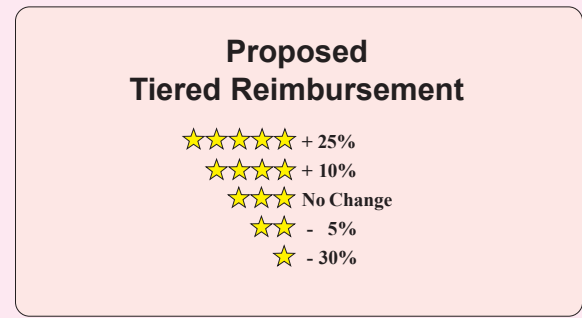 Proposed
Tiered Reimbursement
+ 25%
+ 10%
No Change
- 5%
- 30%